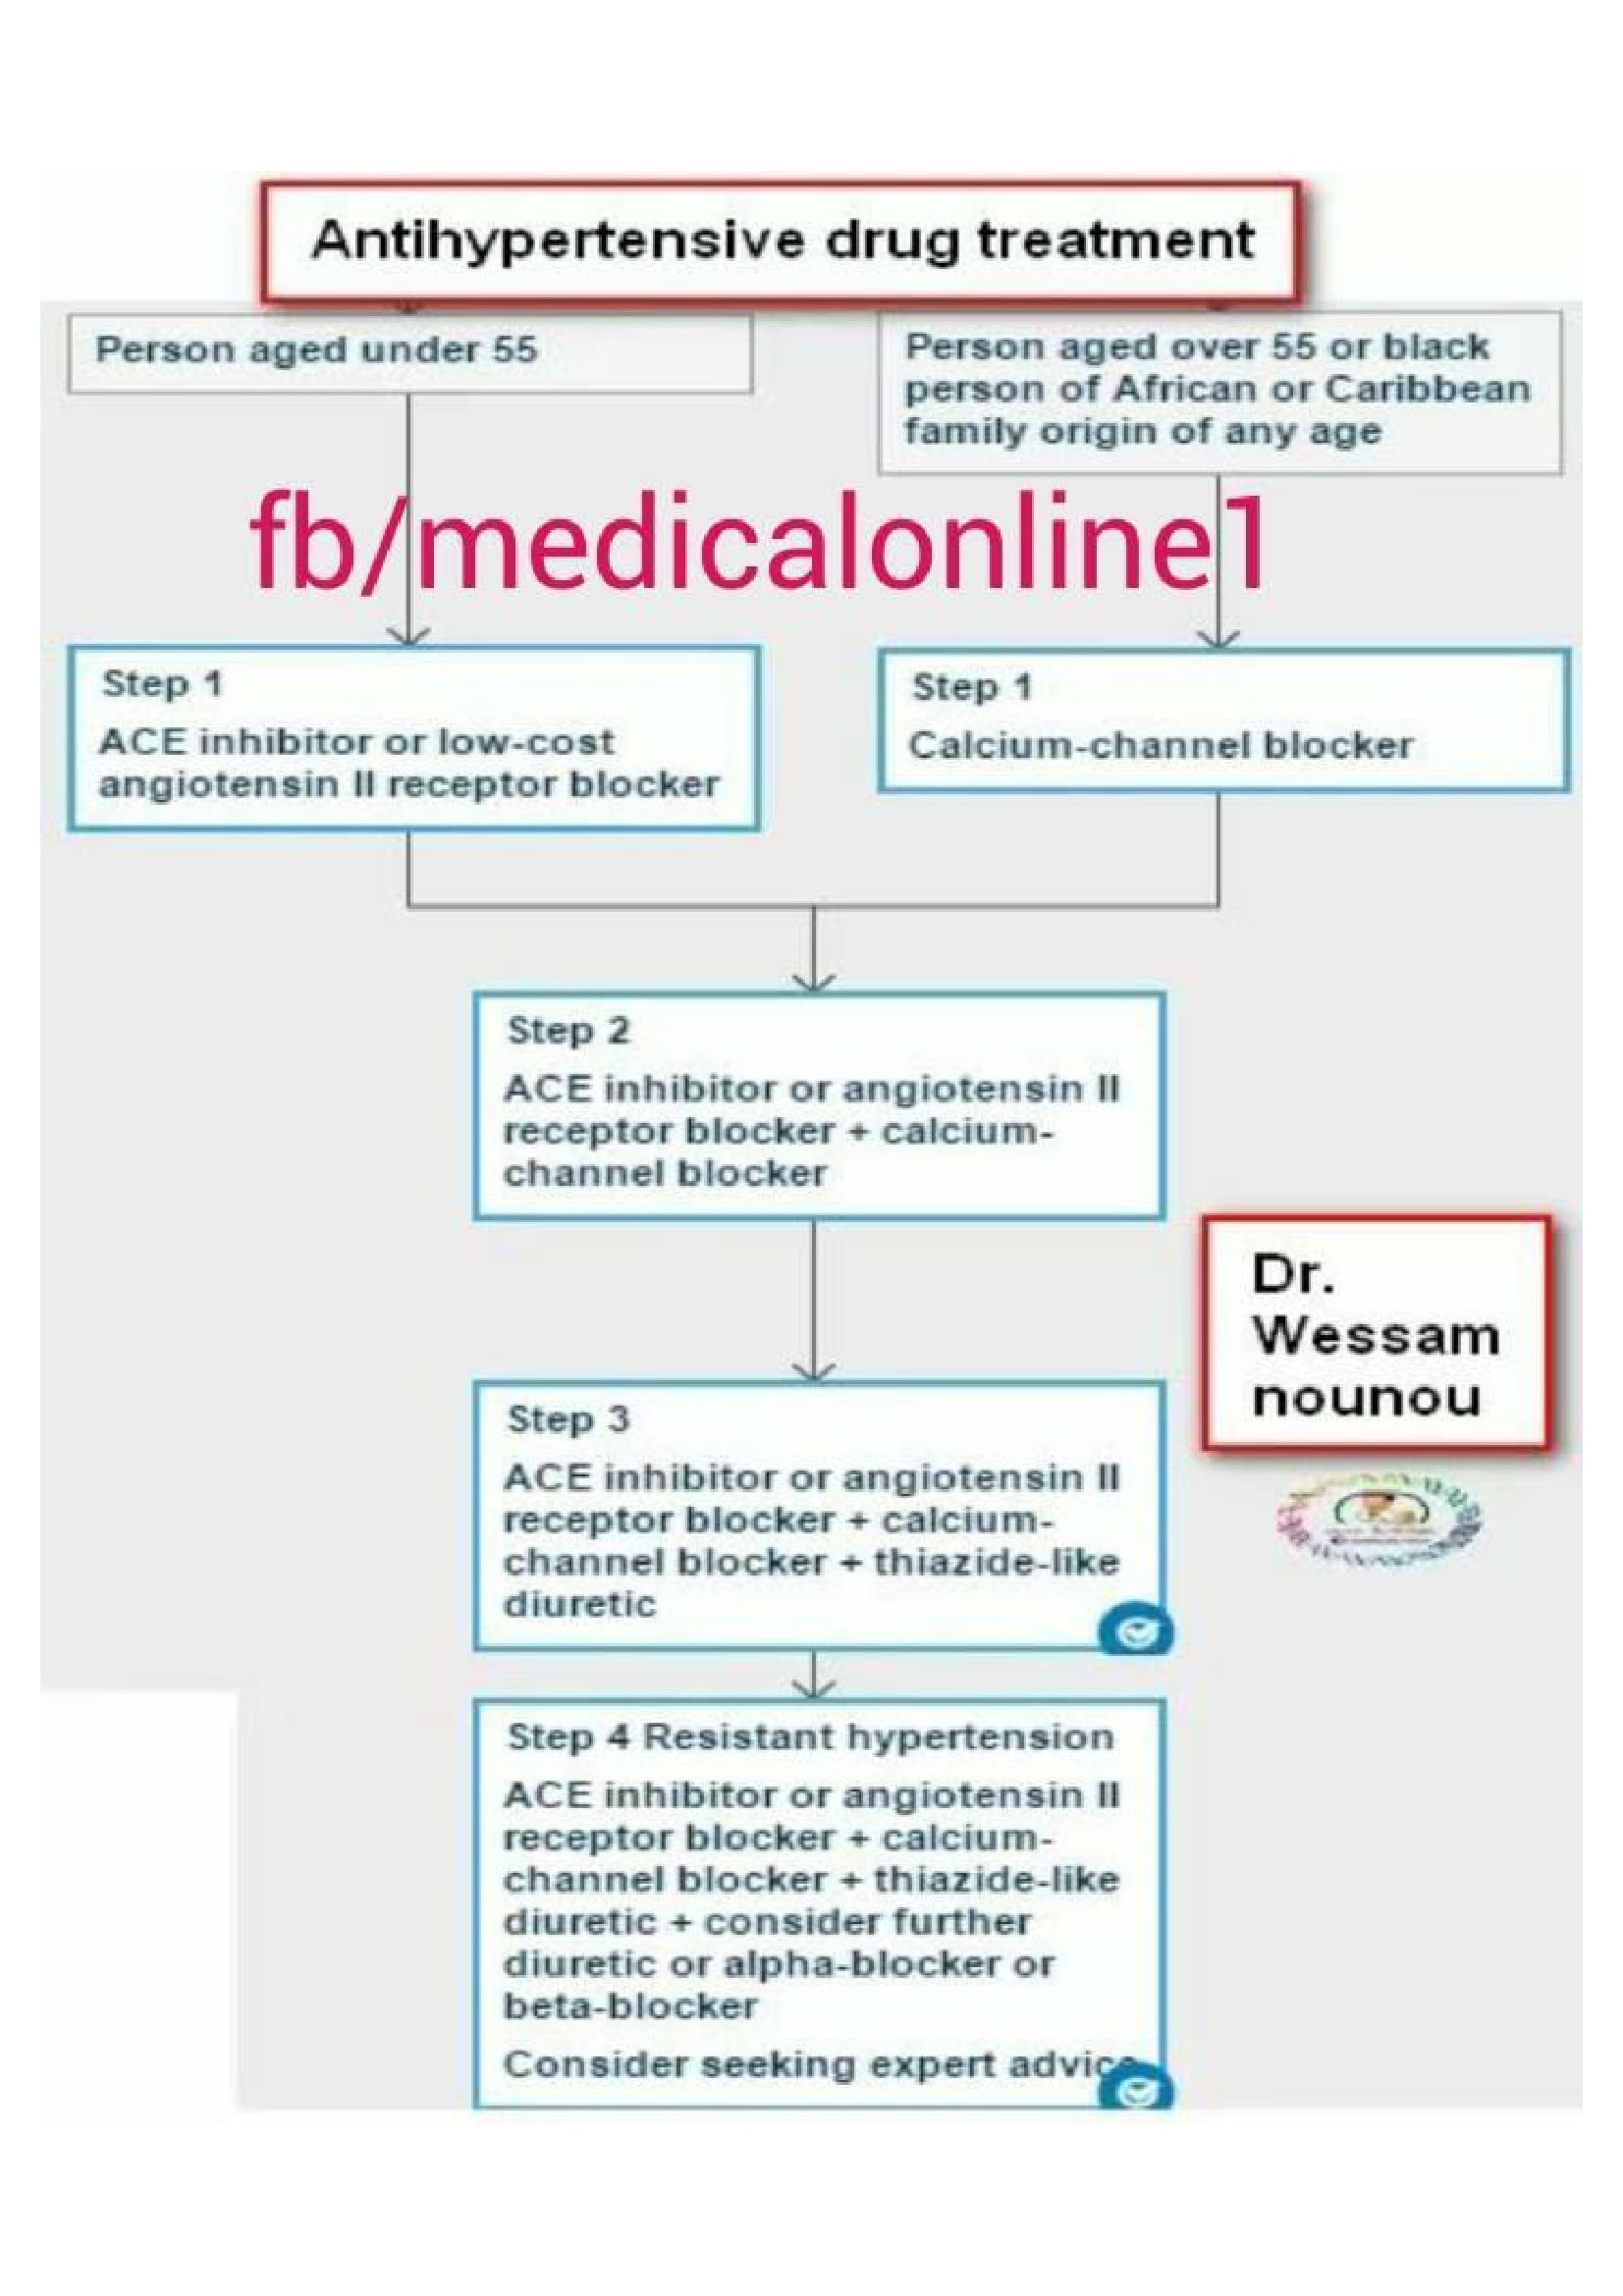 Antihypertensive drug treatment
Person aged under 55
Person aged over 55 or black
person of African or Caribbean
family origin of any age
fb/medicalonline1
Step 1
ACE inhibitor or low-cost
angiotensin II receptor blocker
Step 1
Calcium-channel blocker
Step 2
ACE inhibitor or angiotensin II
receptor blocker + calcium-
channel blocker
Dr.
Wessam
nounou
Step 3
ACE inhibitor or angiotensin II
receptor blocker + calcium-
channel blocker + thiazide-like
diuretic
Step 4 Resistant hypertension
ACE inhibitor or angiotensin II
receptor blocker + calcium-
channel blocker + thiazide-like
diuretic + consider further
diuretic or alpha-blocker or
beta-blocker
Consider seeking expert advice